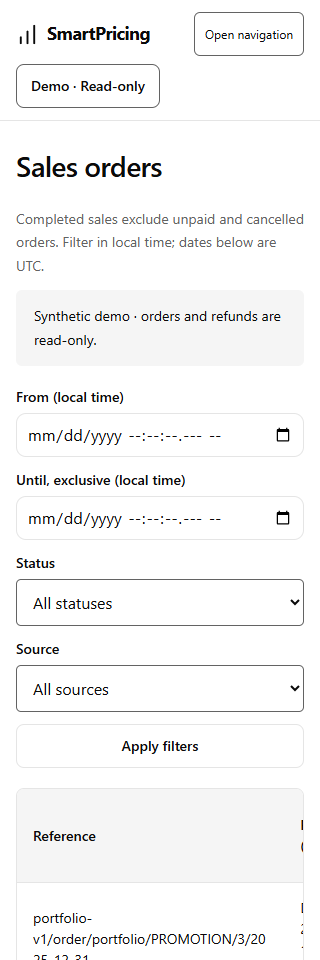 SmartPricing
Open navigation
Demo · Read-only
Sales orders
Completed sales exclude unpaid and cancelled
orders. Filter in local time; dates below are
UTC.
Synthetic demo · orders and refunds are
read-only.
From (local time)
mm/dd/yyyy --:--:--.--- --
Until, exclusive (local time)
mm/dd/yyyy --:--:--.--- --
Status
All statuses
Source
All sources
Apply filters
Reference
portfolio-
v1/order/portfolio/PROMOTION/3/20
25-12-31